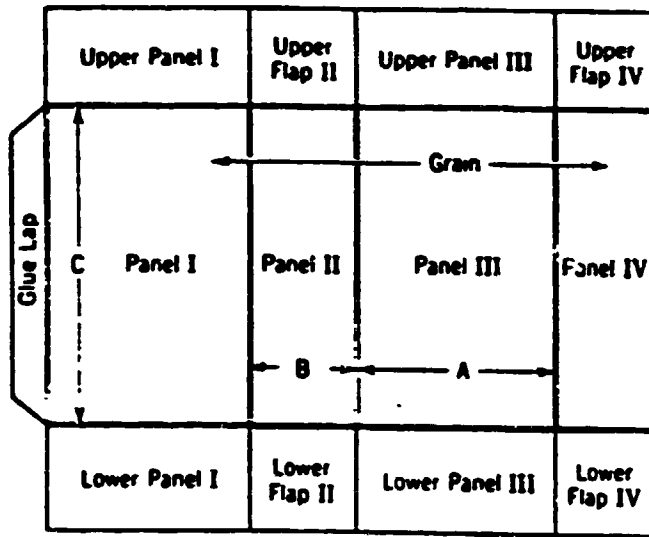 Upper Panel I
Upper
Flap II
Upper Panel III
Upper
Flap IV
Grain
Glue Lap
C
Panel I
Panel II
Panel III
Panel IV
B
A
Lower Panel I
Lower
Flap II
Lower Panel III
Lower
Flap IV